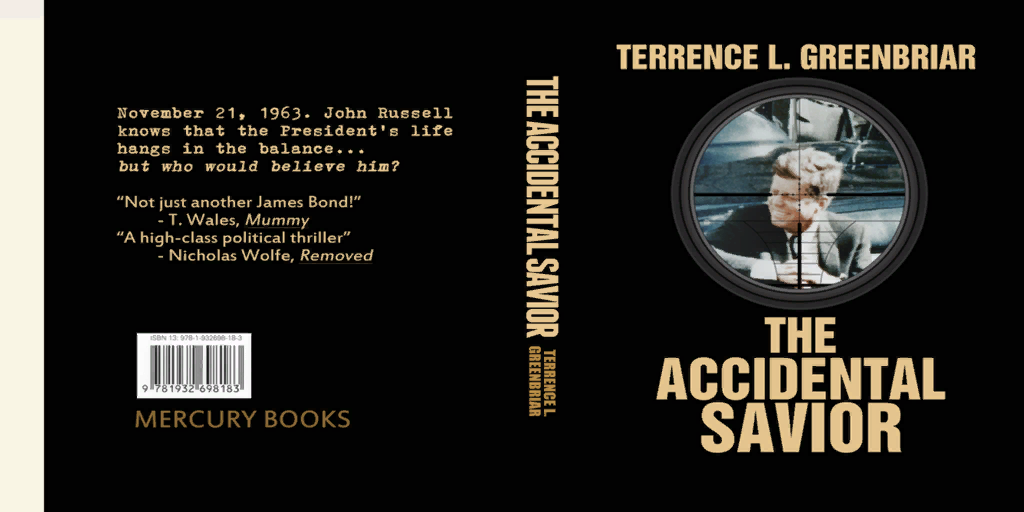 November 21, 1963. John Russell
knows that the President's life
hangs in the balance...
but who would believe him?
“Not just another James Bond!”
- T. Wales, Mummy
“A high-class political thriller”
- Nicholas Wolfe, Removed
ISBN 13: 978-1-932698-18-3
9 781932 698183
MERCURY BOOKS
THE ACCIDENTAL SAVIOR
TERRENCE L.
GREENBRIAR
TERRENCE L. GREENBRIAR
THE
ACCIDENTAL
SAVIOR